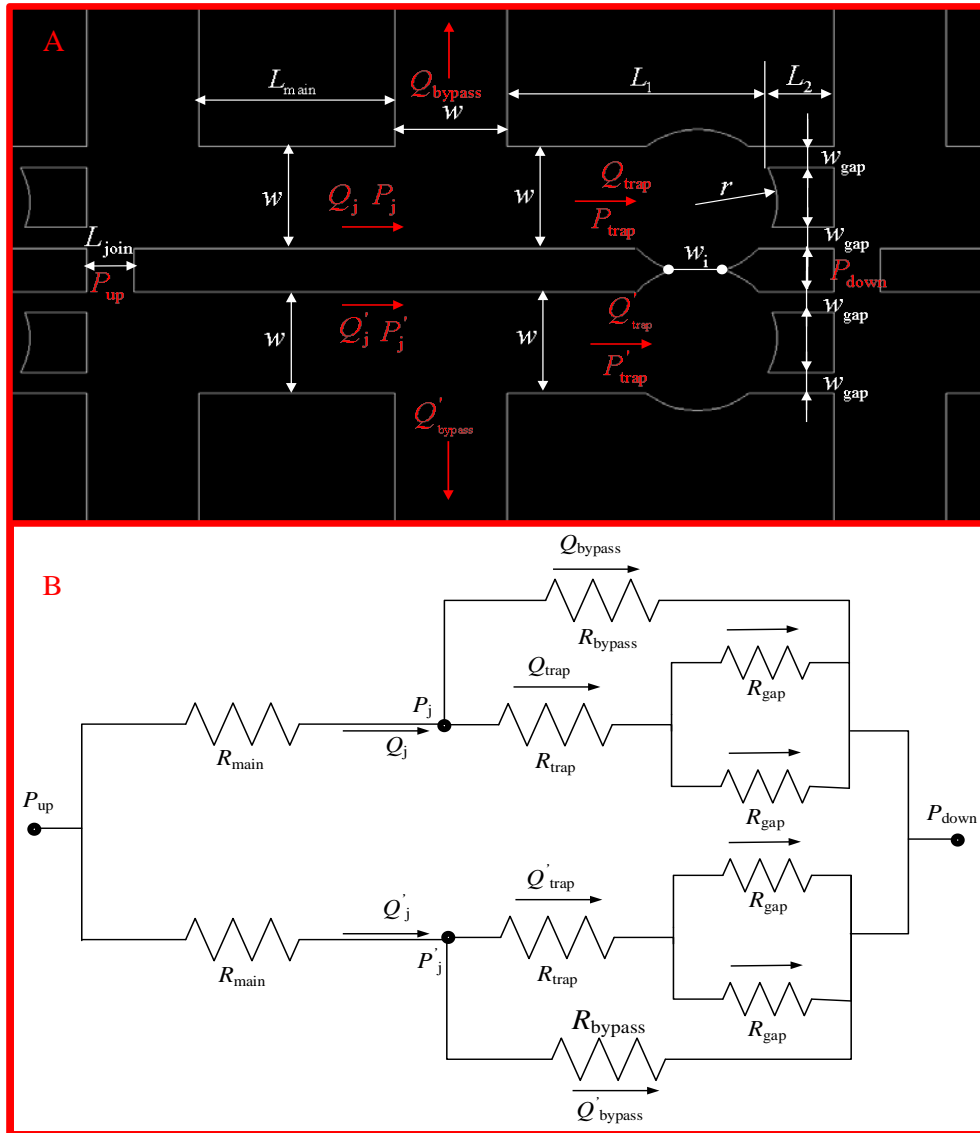 A
L_main
Q_bypass
L_1
L_2
w
w_gap
w
w
Q_trap
r
Q_j P_j
P_trap
w_gap
L_join
w_i
P_up
P_down
Q'_trap
w_gap
Q'_j P'_j
w
w
P'_trap
w_gap
Q'_bypass
B
Q_bypass
R_bypass
Q_trap
R_gap
P_j
Q_j
R_main
R_trap
P_up
R_gap
P_down
Q'_j
Q'_trap
R_gap
P'_j
R_main
R_trap
R_gap
R_bypass
Q'_bypass